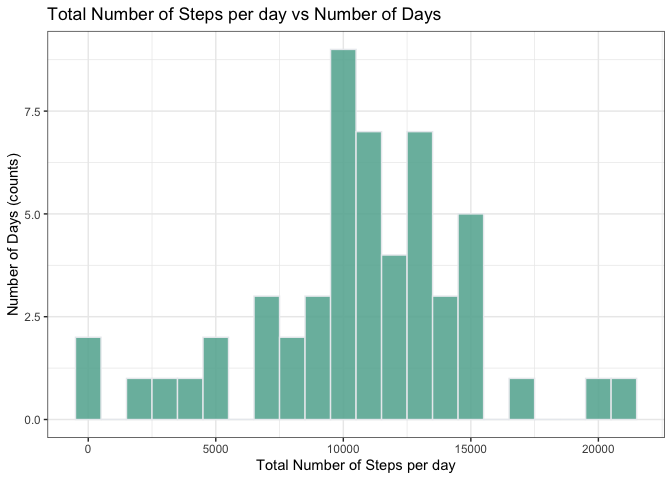 Total Number of Steps per day vs Number of Days
Number of Days (counts)
7.5
5.0
2.5
0.0
0 5000 10000 15000 20000
Total Number of Steps per day